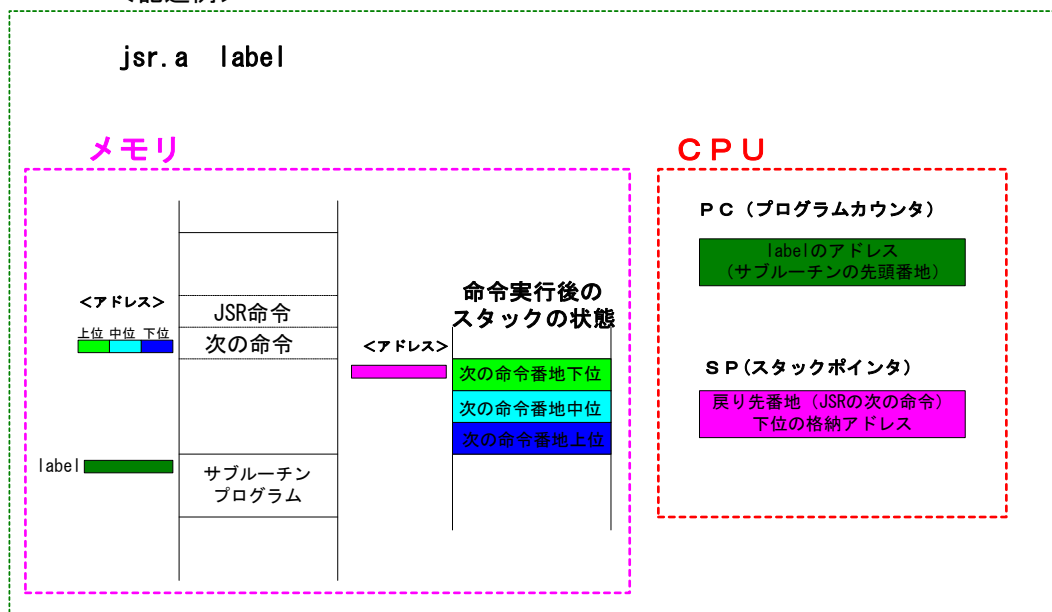 jsr.a label
メモリ
CPU
PC(プログラムカウンタ)
labelのアドレス
(サブルーチンの先頭番地)
<アドレス>
上位 中位 下位
JSR命令
次の命令
命令実行後の
スタックの状態
<アドレス>
次の命令番地下位
次の命令番地中位
次の命令番地上位
SP(スタックポインタ)
戻り先番地(JSRの次の命令)
下位の格納アドレス
label
サブルーチン
プログラム